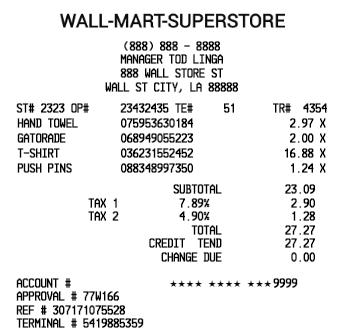 WALL-MART-SUPERSTORE
(888) 888 - 8888
MANAGER TOD LINGA
888 WALL STORE ST
WALL ST CITY, LA 88888
ST# 2323 OP# 23432435 TE# 51 TR# 4354
HAND TOWEL 075953630184 2.97 X
GATORADE 068949055223 2.00 X
T-SHIRT 036231552452 16.88 X
PUSH PINS 088348997350 1.24 X
SUBTOTAL 23.09
TAX 1 7.89% 2.90
TAX 2 4.90% 1.28
TOTAL 27.27
CREDIT TEND 27.27
CHANGE DUE 0.00
ACCOUNT # **** **** ***9999
APPROVAL # 77W166
REF # 307171075528
TERMINAL # 5419885359